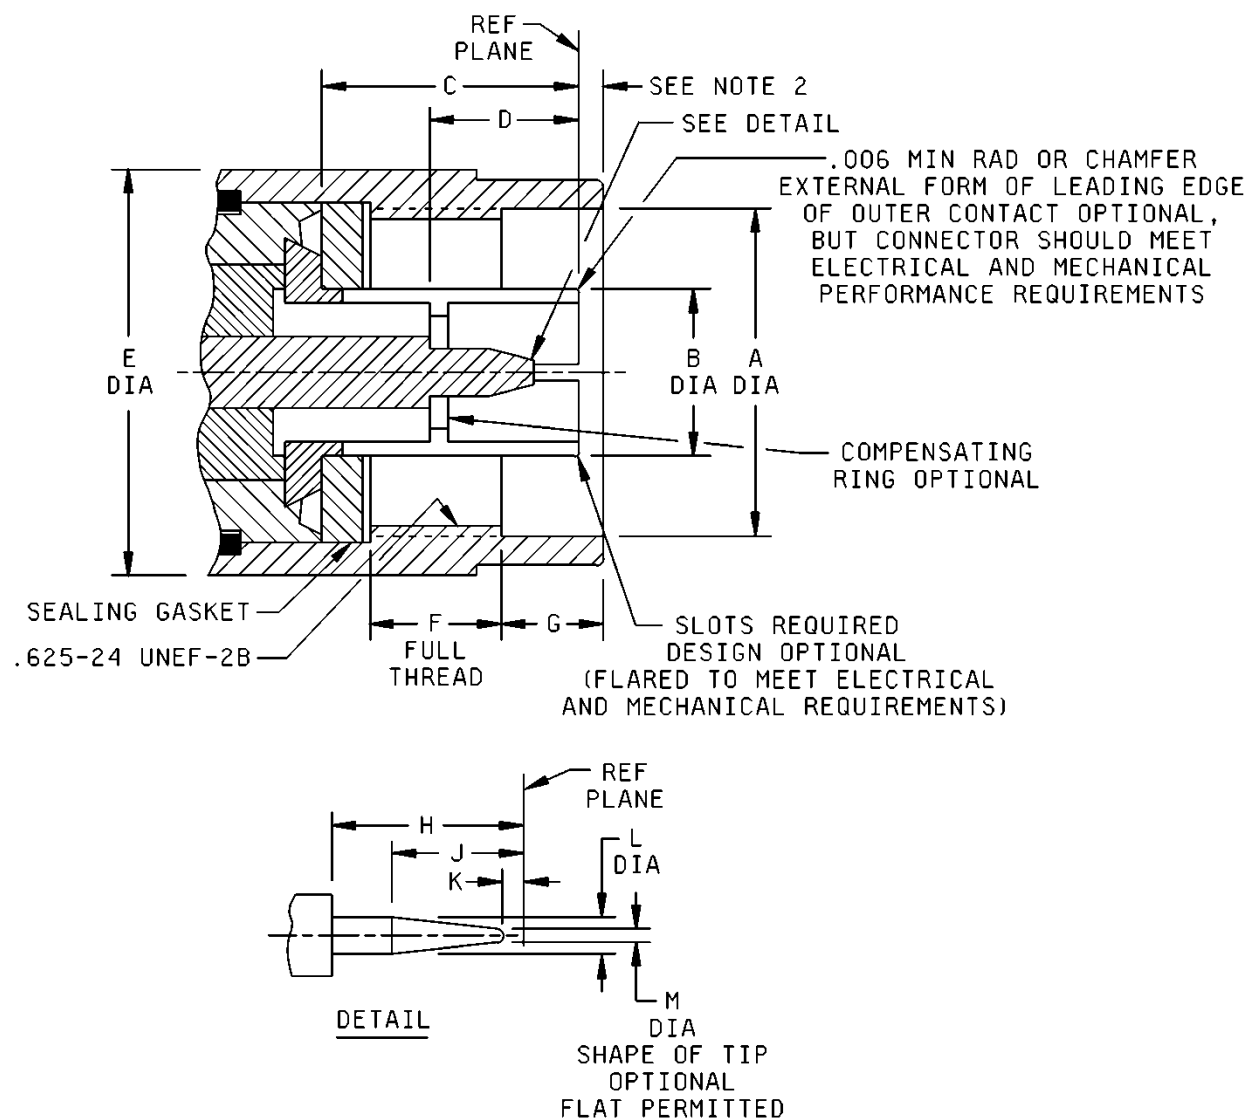 REF
PLANE
C
SEE NOTE 2
D
SEE DETAIL
.006 MIN RAD OR CHAMFER
EXTERNAL FORM OF LEADING EDGE
OF OUTER CONTACT OPTIONAL,
BUT CONNECTOR SHOULD MEET
ELECTRICAL AND MECHANICAL
PERFORMANCE REQUIREMENTS
E
DIA
B
DIA
A
DIA
COMPENSATING
RING OPTIONAL
SEALING GASKET
.625-24 UNEF-2B
F
FULL
THREAD
G
SLOTS REQUIRED
DESIGN OPTIONAL
(FLARED TO MEET ELECTRICAL
AND MECHANICAL REQUIREMENTS)
REF
PLANE
H
J
K
L
DIA
M
DIA
SHAPE OF TIP
OPTIONAL
FLAT PERMITTED
DETAIL